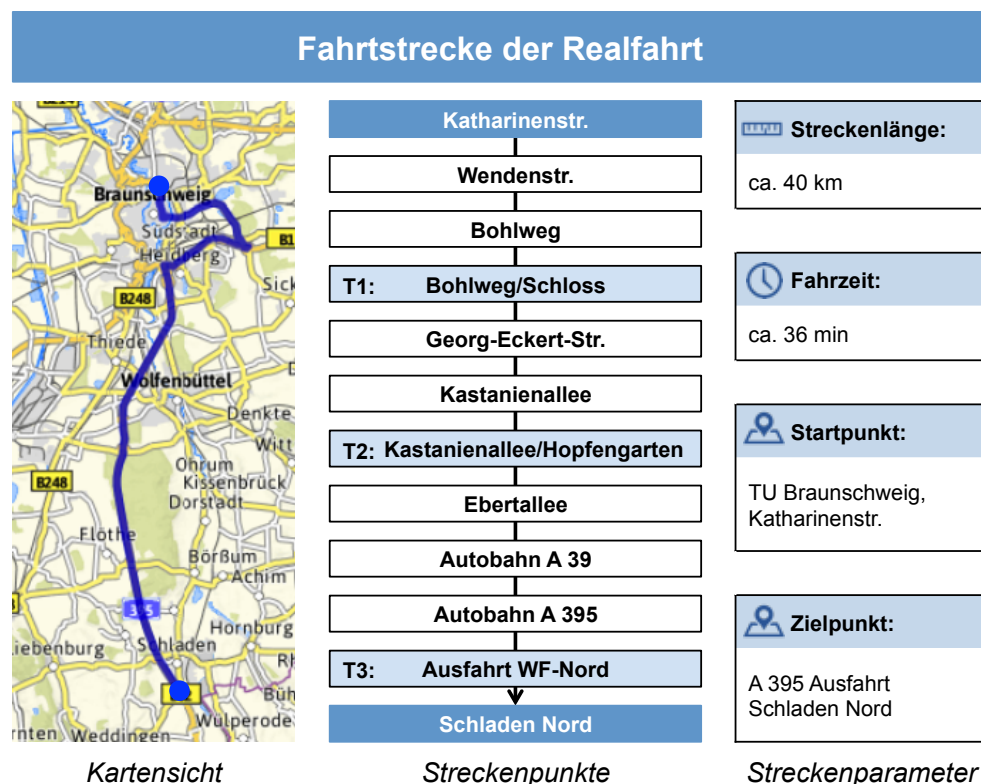 Fahrtstrecke der Realfahrt
Braunschweig
Südstadt
Heidberg
B1
Sick
B248
Thiede
Wolfenbüttel
Denkte
Witt
Ohrum
Kissenbrück
B248
Dorstadt
Flöthe
Börßum
Achim
395
Hornburg
Schladen
Liebenburg
Rh
Büh
Wülperode
Weddingen
Kartensicht
Katharinenstr.
Wendenstr.
Bohlweg
T1: Bohlweg/Schloss
Georg-Eckert-Str.
Kastanienallee
T2: Kastanienallee/Hopfengarten
Ebertallee
Autobahn A 39
Autobahn A 395
T3: Ausfahrt WF-Nord
Schladen Nord
Streckenpunkte
Streckenlänge:
ca. 40 km
Fahrzeit:
ca. 36 min
Startpunkt:
TU Braunschweig,
Katharinenstr.
Zielpunkt:
A 395 Ausfahrt
Schladen Nord
Streckenparameter